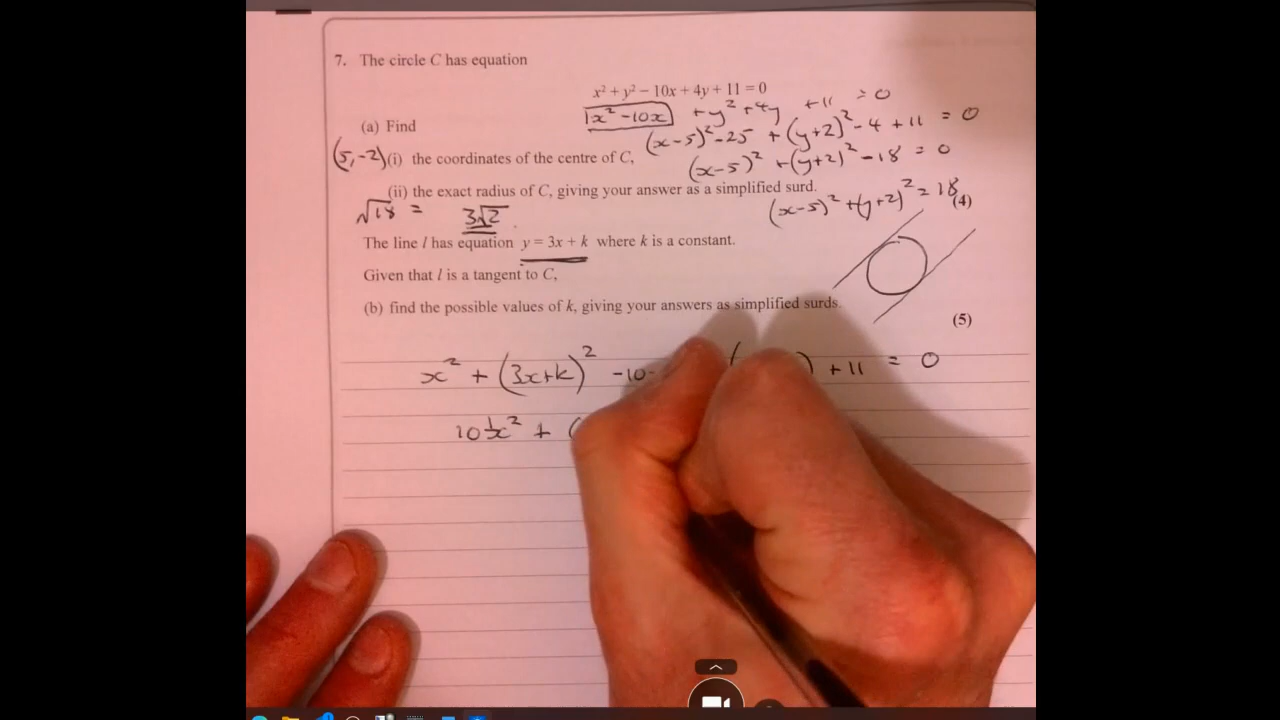 7. The circle C has equation
x² + y² − 10x + 4y + 11 = 0
x² -10x + y² + 4y + 11 = 0
(a) Find
(x-5)² -25 + (y+2)² -4 + 11 = 0
(5, -2) (i) the coordinates of the centre of C,
(x-5)² + (y+2)² - 18 = 0
(ii) the exact radius of C, giving your answer as a simplified surd.
(x-5)² + (y+2)² = 18
(4)
√18 = 3√2
The line l has equation y = 3x + k where k is a constant.
Given that l is a tangent to C,
(b) find the possible values of k, giving your answers as simplified surds.
(5)
x² + (3x+k)² -10 ( ) + 11 = 0
10x² + (